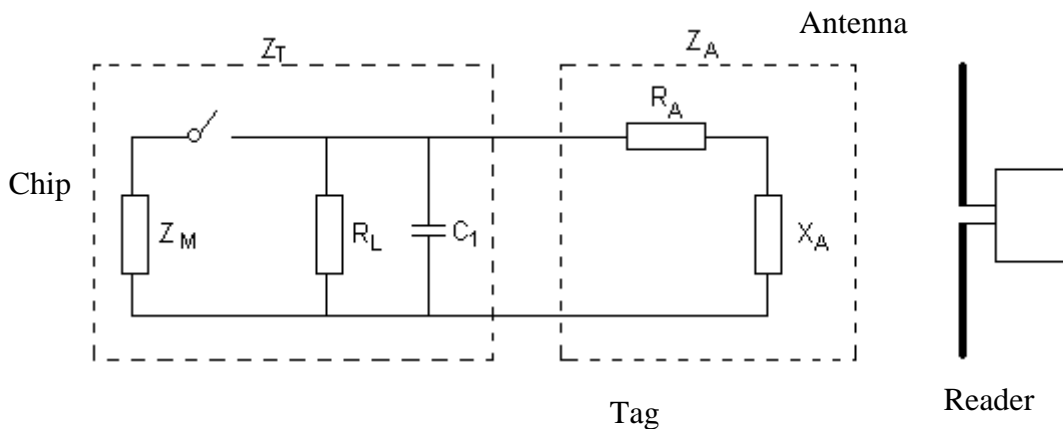 Antenna
Z_T
Z_A
R_A
Chip
Z_M
R_L
C_1
X_A
Tag
Reader